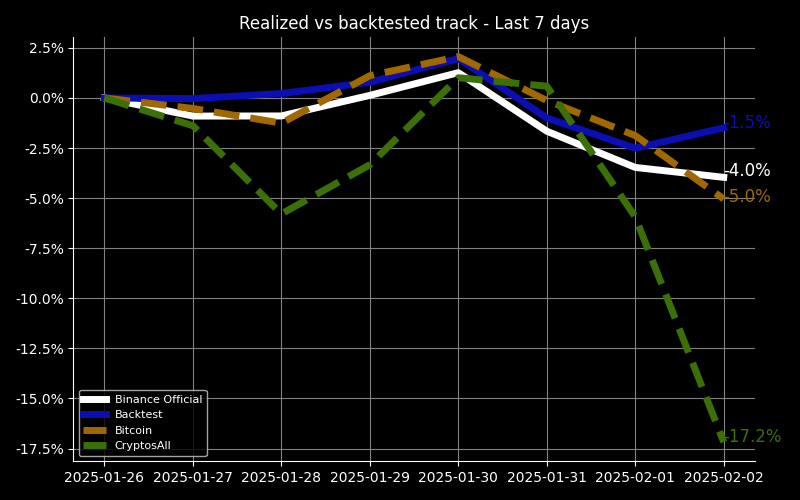 Realized vs backtested track - Last 7 days
2.5%
0.0%
-2.5%
-5.0%
-7.5%
-10.0%
-12.5%
-15.0%
-17.5%
-1.5%
-4.0%
-5.0%
-17.2%
Binance Official
Backtest
Bitcoin
CryptosAll
2025-01-26 2025-01-27 2025-01-28 2025-01-29 2025-01-30 2025-01-31 2025-02-01 2025-02-02